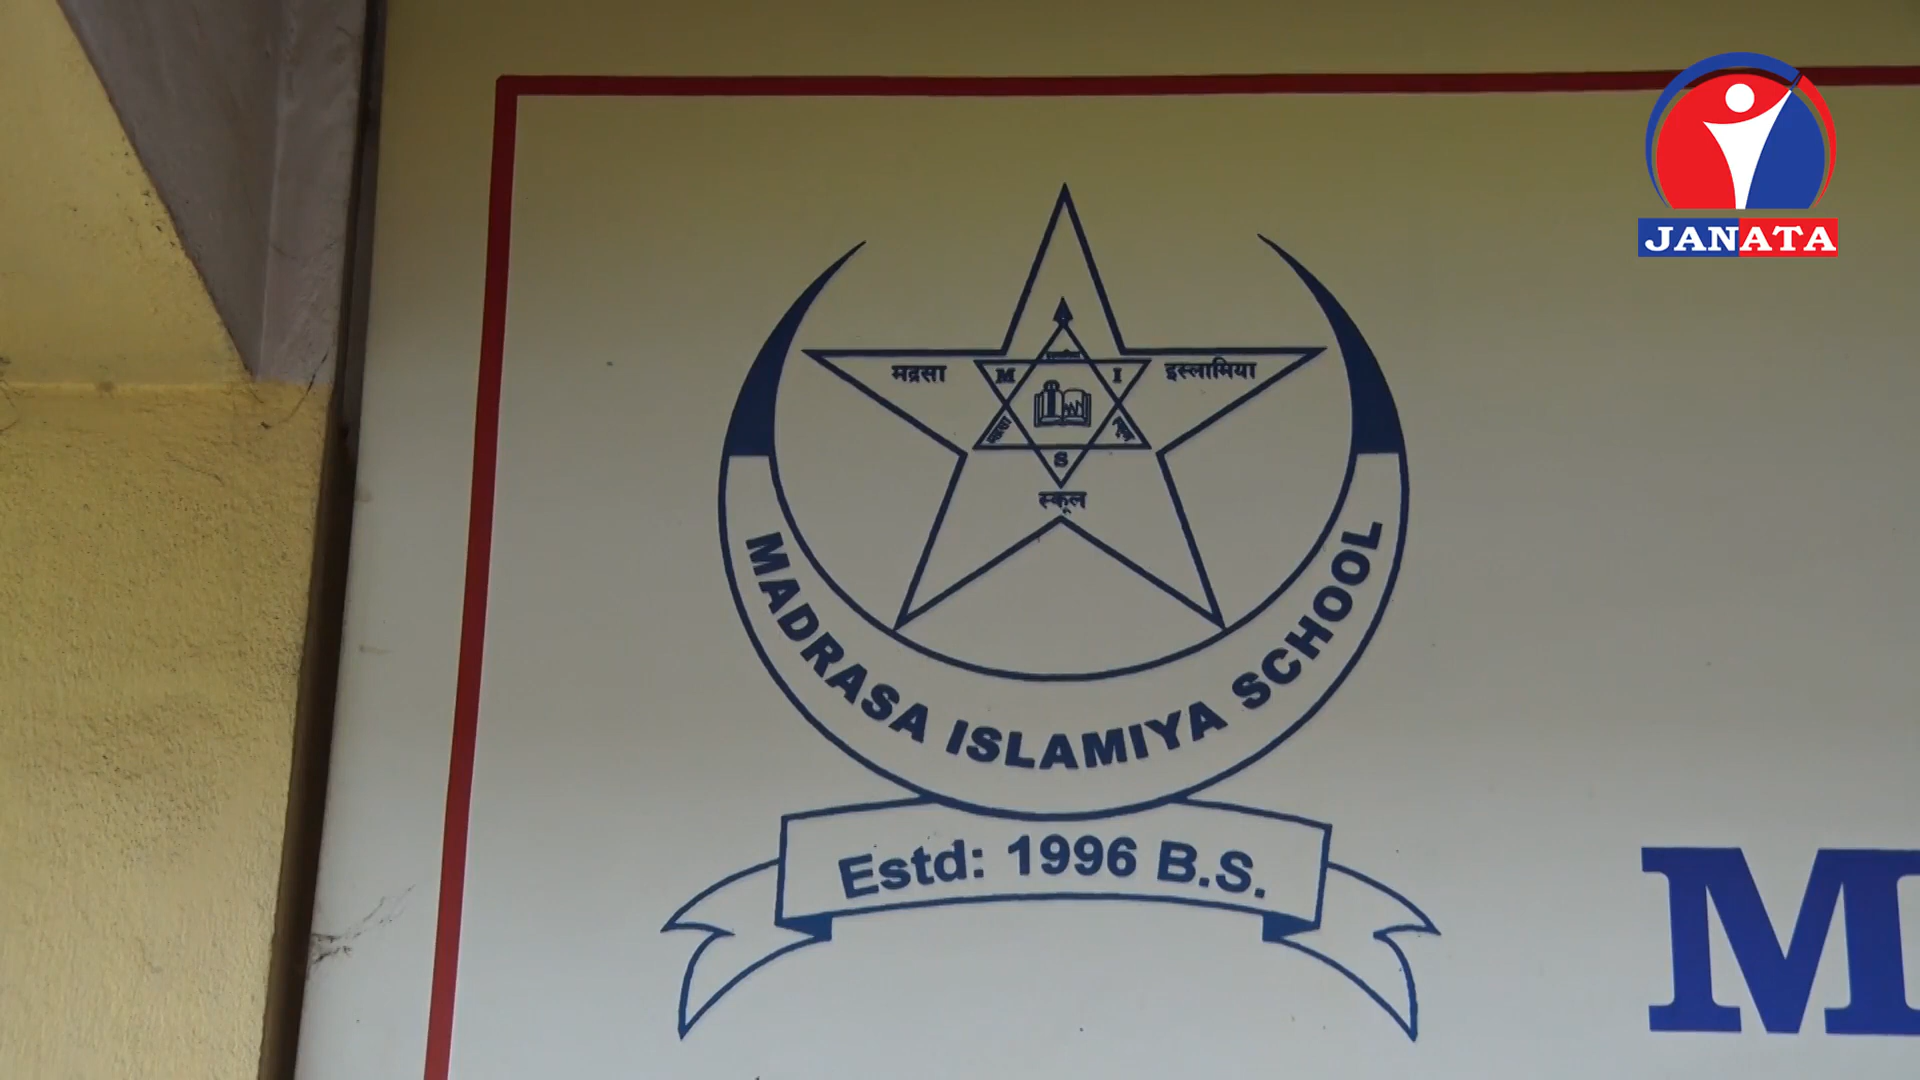 JANATA
मद्रसा
इस्लामिया
M
I
S
स्कूल
MADRASA ISLAMIYA SCHOOL
Estd: 1996 B.S.
M